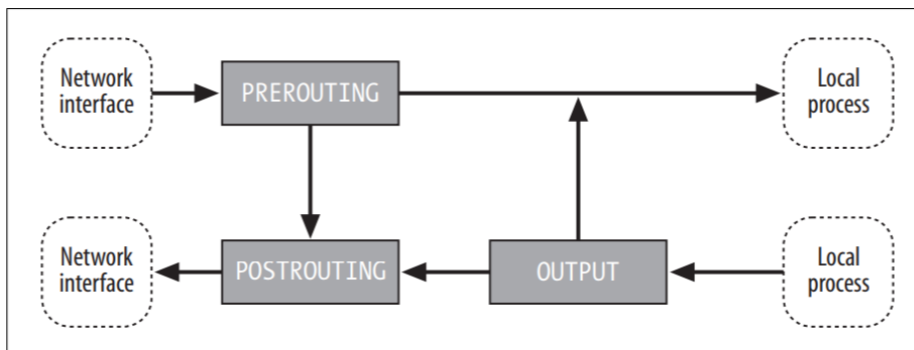 Network
interface
PREROUTING
Local
process
Network
interface
POSTROUTING
OUTPUT
Local
process